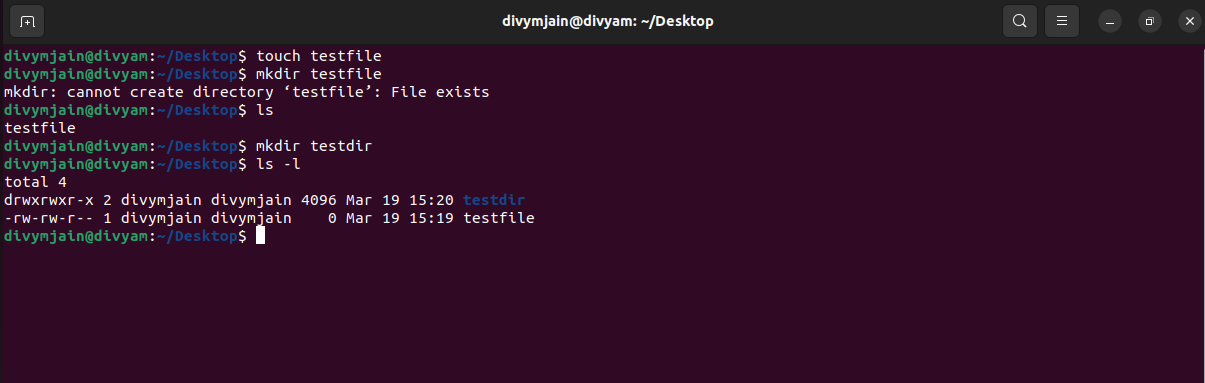 divymjain@divyam: ~/Desktop
divymjain@divyam:~/Desktop$ touch testfile
divymjain@divyam:~/Desktop$ mkdir testfile
mkdir: cannot create directory ‘testfile’: File exists
divymjain@divyam:~/Desktop$ ls
testfile
divymjain@divyam:~/Desktop$ mkdir testdir
divymjain@divyam:~/Desktop$ ls -l
total 4
drwxrwxr-x 2 divymjain divymjain 4096 Mar 19 15:20 testdir
-rw-rw-r-- 1 divymjain divymjain    0 Mar 19 15:19 testfile
divymjain@divyam:~/Desktop$